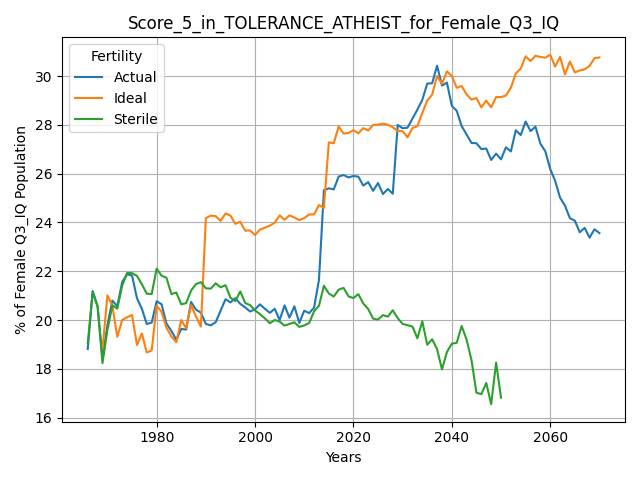 Score_5_in_TOLERANCE_ATHEIST_for_Female_Q3_IQ
Fertility
Actual
Ideal
Sterile
% of Female Q3_IQ Population
30
28
26
24
22
20
18
16
1980
2000
2020
2040
2060
Years